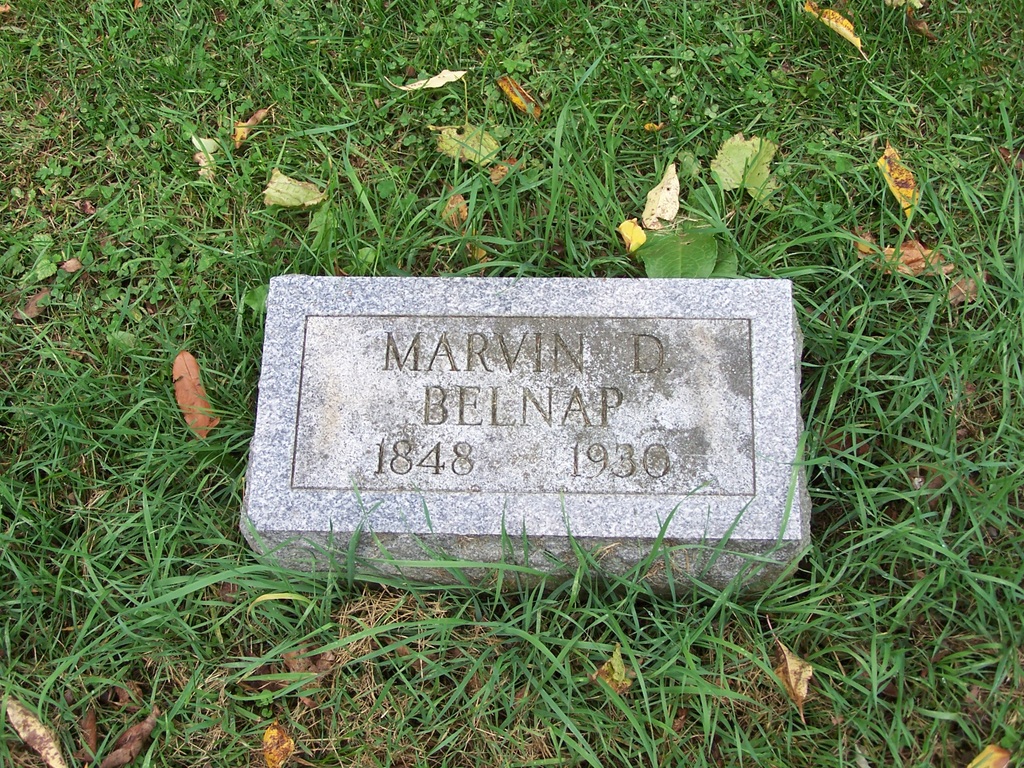 MARVIN D.
BELNAP
1848 1930